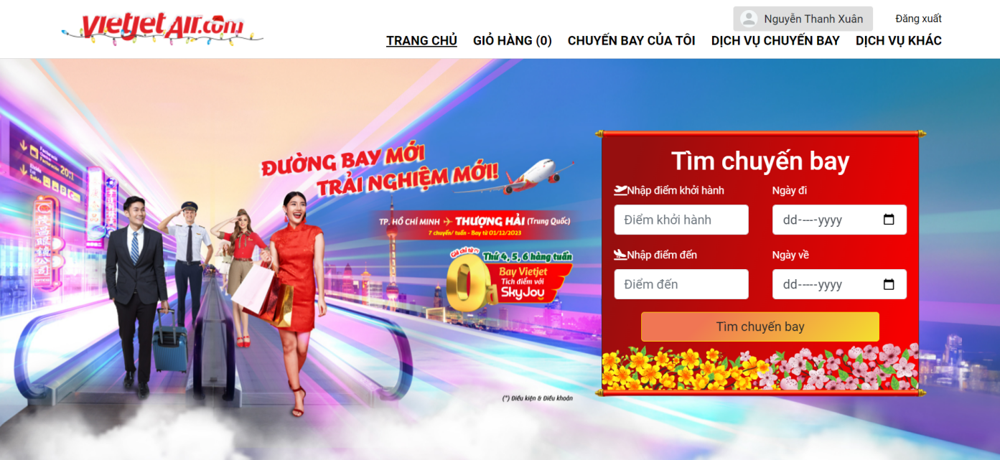 vietjet Air.com
Nguyễn Thanh Xuân
Đăng xuất
TRANG CHỦ
GIỎ HÀNG (0)
CHUYẾN BAY CỦA TÔI
DỊCH VỤ CHUYẾN BAY
DỊCH VỤ KHÁC
20:1
ĐƯỜNG BAY MỚI
TRẢI NGHIỆM MỚI!
TP. HỒ CHÍ MINH THƯỢNG HẢI (Trung Quốc)
7 chuyến/ tuần - Bay từ 01/12/2023
Giá chỉ từ (*)
Thứ 4, 5, 6 hàng tuần
0đ
Bay Vietjet
Tích điểm với
SkyJoy
(*) Điều kiện & Điều khoản
Tìm chuyến bay
Nhập điểm khởi hành
Ngày đi
Điểm khởi hành
dd----yyyy
Nhập điểm đến
Ngày về
Điểm đến
dd----yyyy
Tìm chuyến bay